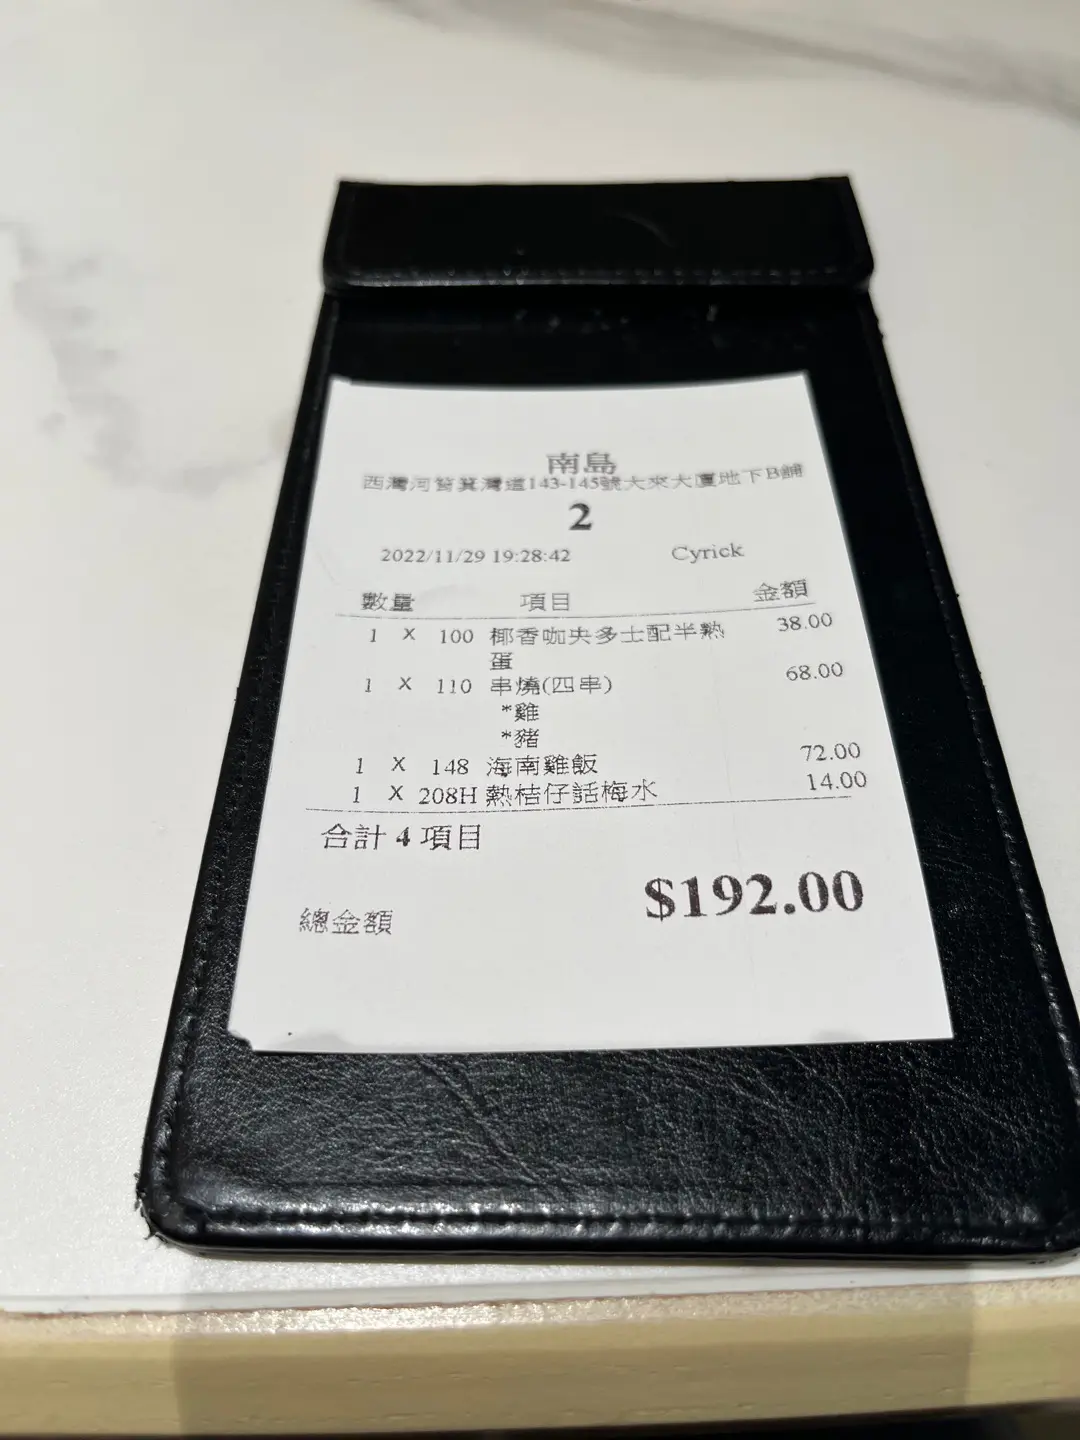 南島
西灣河筲箕灣道143-145號大來大廈地下B舖
2
2022/11/29 19:28:42 Cyrick
數量 項目 金額
1 X 100 椰香咖央多士配半熟 38.00
蛋
1 X 110 串燒(四串) 68.00
*雞
*豬
1 X 148 海南雞飯 72.00
1 X 208H 熱桔仔話梅水 14.00
合計 4 項目
$192.00
總金額